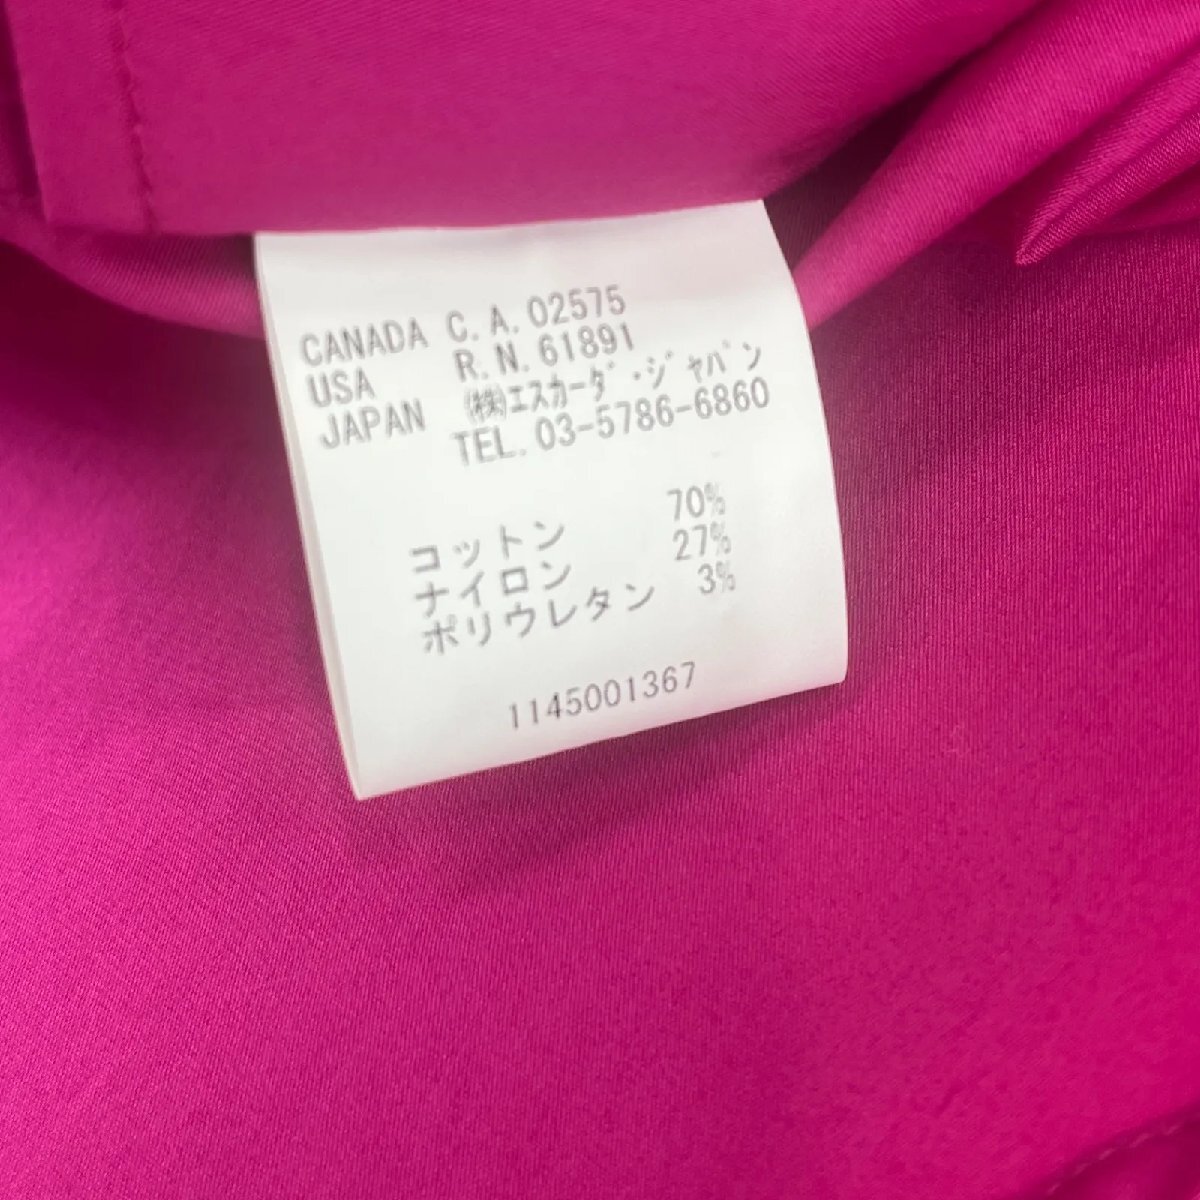 CANADA C.A.02575
USA R.N.61891
JAPAN ㈱エスカーダ・ジャパン
TEL.03-5786-6860
コットン 70%
ナイロン 27%
ポリウレタン 3%
1145001367